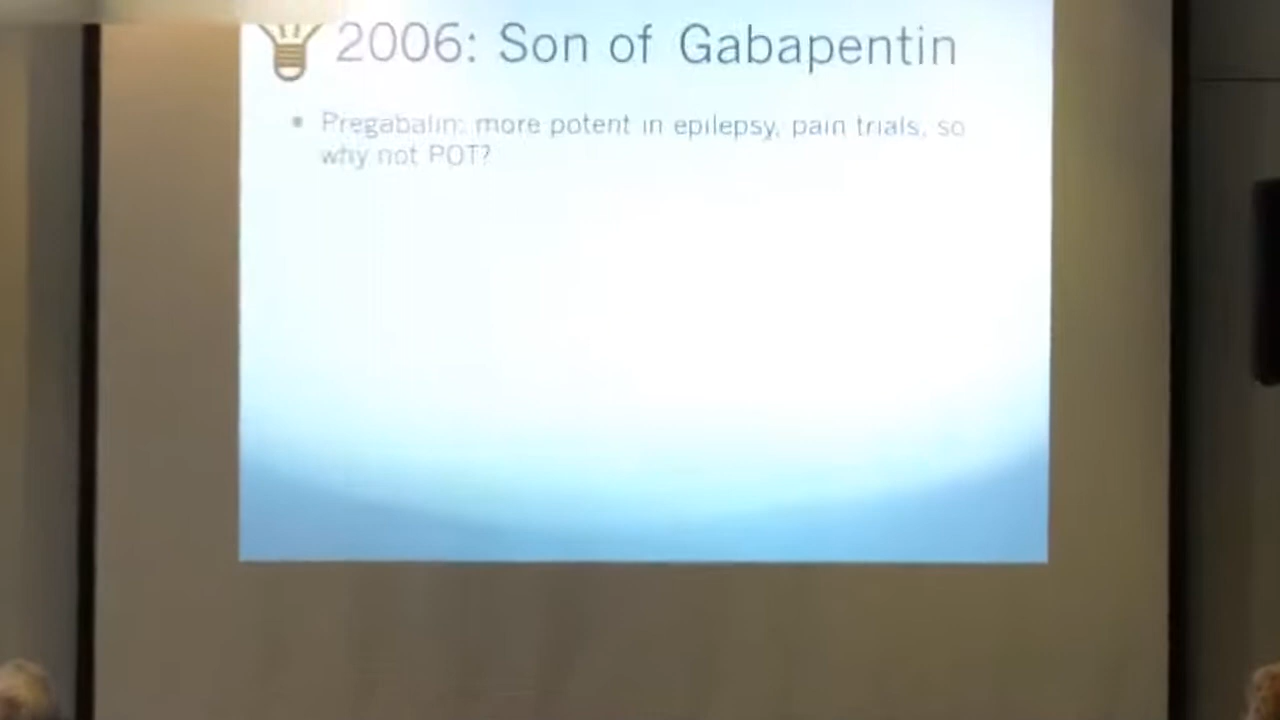 2006: Son of Gabapentin
• Pregabalin: more potent in epilepsy, pain trials, so
why not POT?